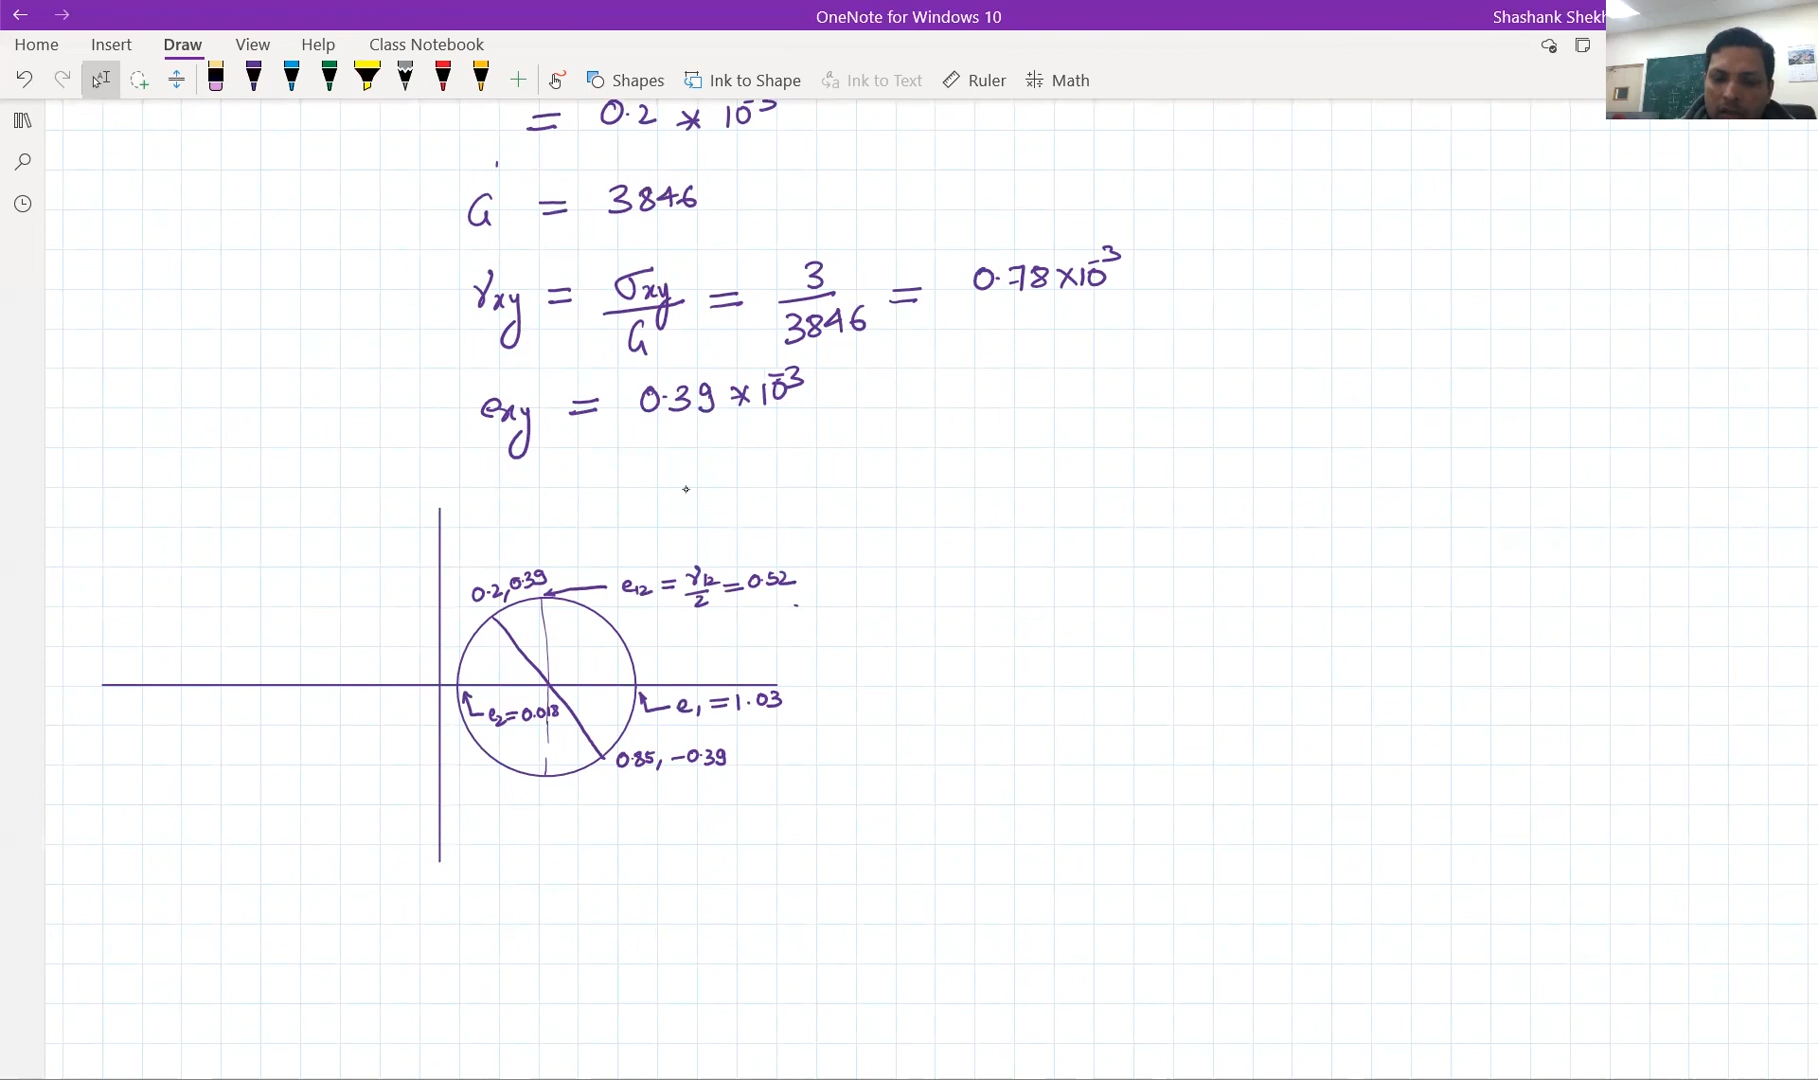 OneNote for Windows 10
Shashank Shekh
Home Insert Draw View Help Class Notebook
Shapes Ink to Shape Ink to Text Ruler Math
= 0.2 * 10⁻³
G = 3846
γxy = σxy / G = 3 / 3846 = 0.78×10⁻³
exy = 0.39 * 10⁻³
0.2, 0.39
e12 = γ12 / 2 = 0.52
e2 = 0.018
e1 = 1.03
0.85, -0.39